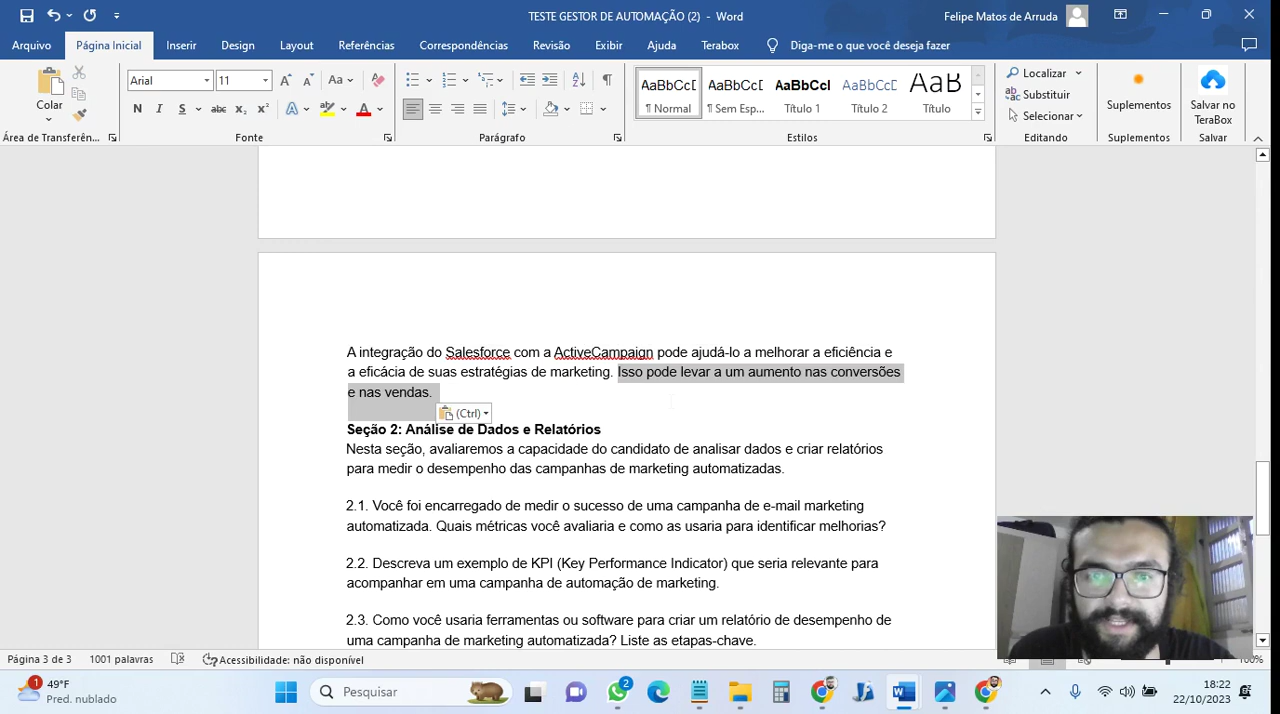 TESTE GESTOR DE AUTOMAÇÃO (2) - Word
Felipe Matos de Arruda
Arquivo Página Inicial Inserir Design Layout Referências Correspondências Revisão Exibir Ajuda Terabox Diga-me o que você deseja fazer
Colar
Área de Transferên...
Arial 11
Aa
N I S abc x₂ x² A A
Fonte
Parágrafo
AaBbCcD AaBbCcD AaBbCcI AaBbCcD AaB
¶ Normal ¶ Sem Esp... Título 1 Título 2 Título
Estilos
Localizar
Substituir
Selecionar
Editando
Suplementos
Suplementos
Salvar no
TeraBox
Salvar
A integração do Salesforce com a ActiveCampaign pode ajudá-lo a melhorar a eficiência e
a eficácia de suas estratégias de marketing. Isso pode levar a um aumento nas conversões
e nas vendas.
(Ctrl)
Seção 2: Análise de Dados e Relatórios
Nesta seção, avaliaremos a capacidade do candidato de analisar dados e criar relatórios
para medir o desempenho das campanhas de marketing automatizadas.
2.1. Você foi encarregado de medir o sucesso de uma campanha de e-mail marketing
automatizada. Quais métricas você avaliaria e como as usaria para identificar melhorias?
2.2. Descreva um exemplo de KPI (Key Performance Indicator) que seria relevante para
acompanhar em uma campanha de automação de marketing.
2.3. Como você usaria ferramentas ou software para criar um relatório de desempenho de
uma campanha de marketing automatizada? Liste as etapas-chave.
Página 3 de 3 1001 palavras Acessibilidade: não disponível
100%
1
49°F
Pred. nublado
Pesquisar
2
18:22
22/10/2023